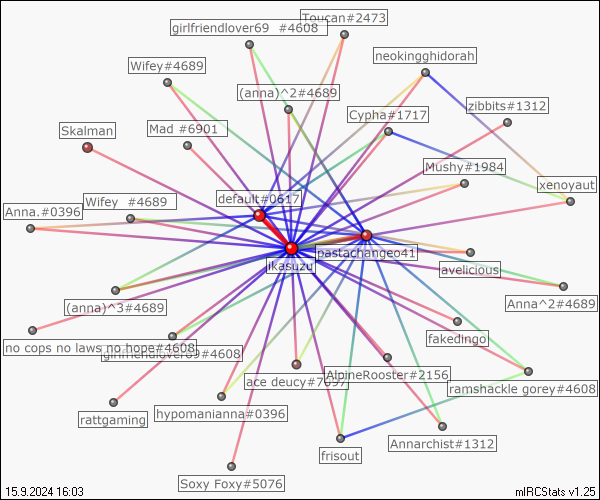 Toucan#2473
girlfriendlover69 #4608
neokingghidorah
Wifey#4689
(anna)^2#4689
zibbits#1312
Cypha#1717
Skalman
Mad #6901
Mushy#1984
xenoyaut
default#0617
Wifey #4689
Anna.#0396
pastachangeo41
ikasuzu
avelicious
(anna)^3#4689
Anna^2#4689
fakedingo
no cops no laws no hope#4608
girlfriendlover69#4608
AlpineRooster#2156
ace deucy#7097
ramshackle gorey#4608
rattgaming
hypomanianna#0396
Annarchist#1312
frisout
Soxy Foxy#5076
15.9.2024 16:03
mIRCStats v1.25